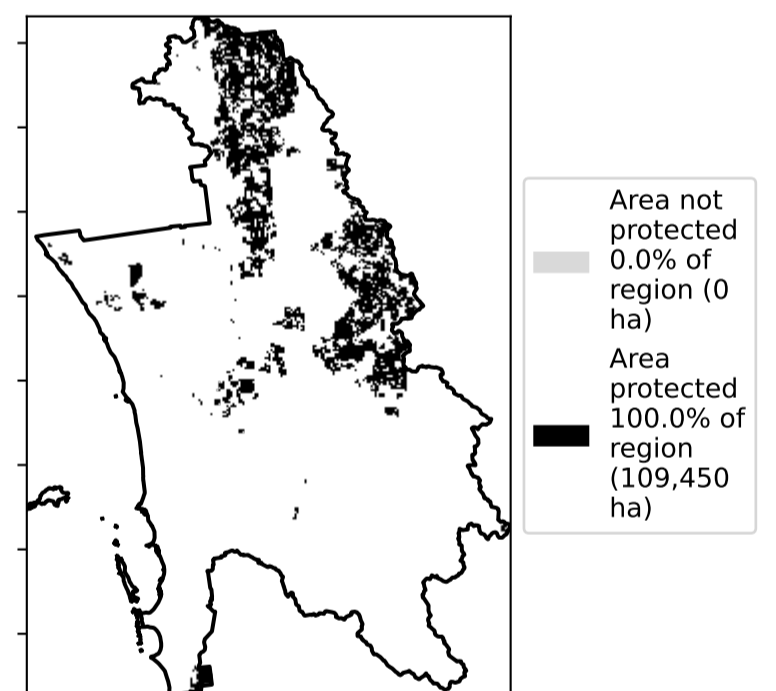 Area not
protected
0.0% of
region (0
ha)
Area
protected
100.0% of
region
(109,450
ha)